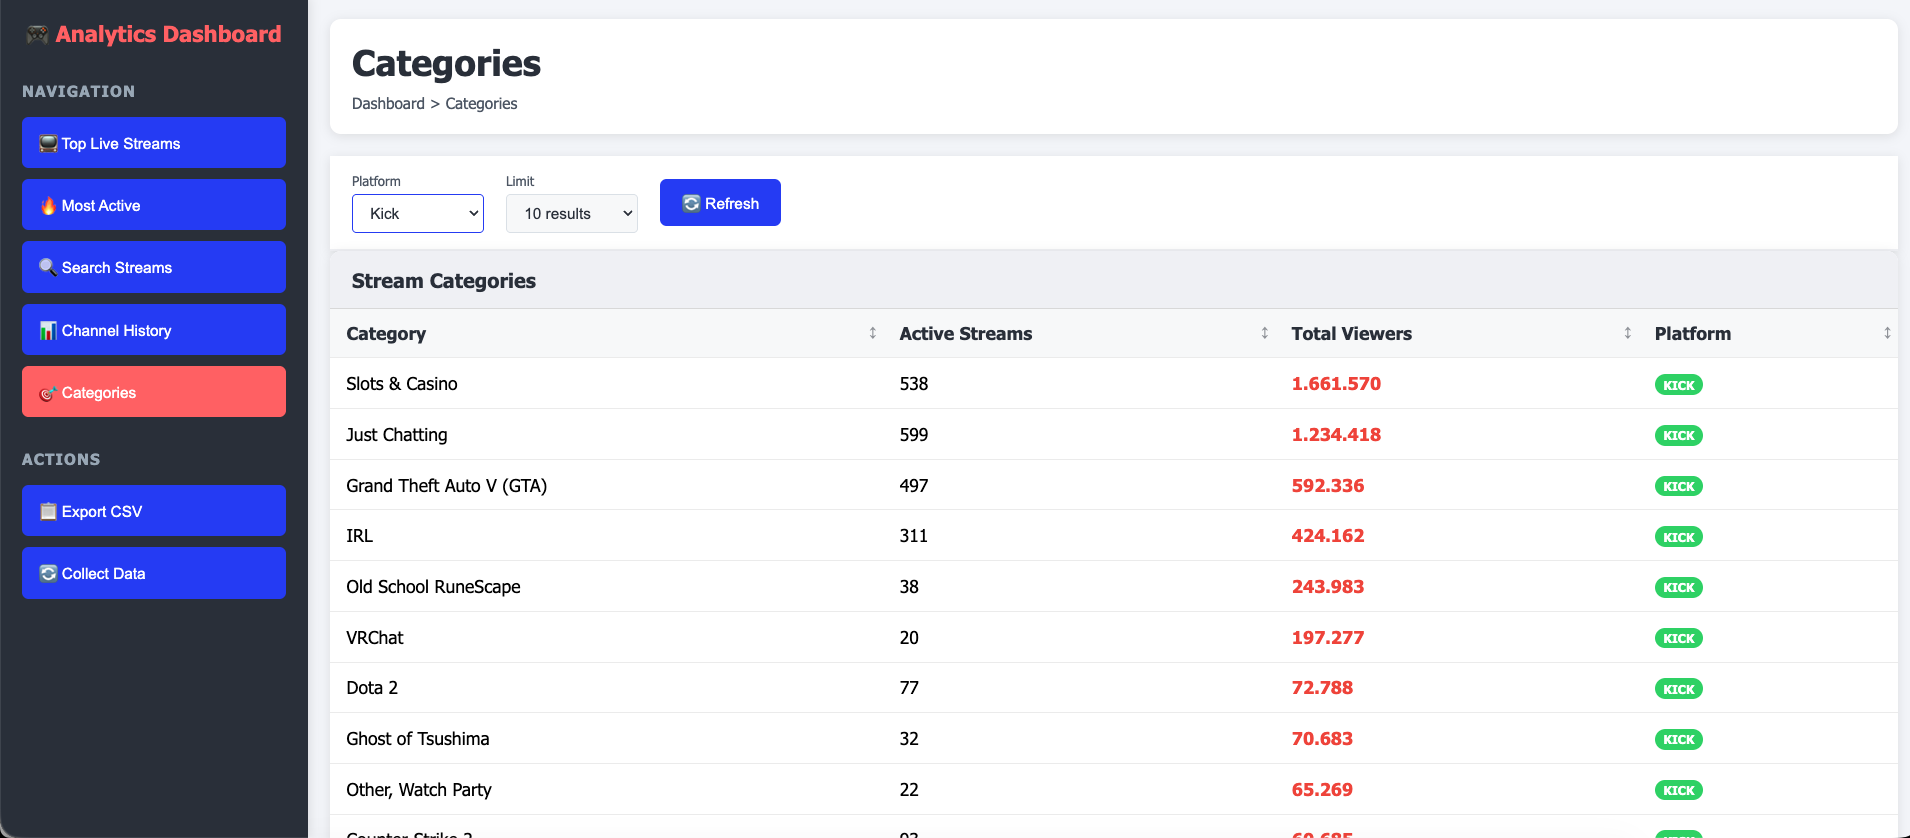 Analytics Dashboard
NAVIGATION
Top Live Streams
Most Active
Search Streams
Channel History
Categories
ACTIONS
Export CSV
Collect Data
Categories
Dashboard > Categories
Platform Limit
Kick 10 results Refresh
Stream Categories
Category Active Streams Total Viewers Platform
Slots & Casino 538 1.661.570 KICK
Just Chatting 599 1.234.418 KICK
Grand Theft Auto V (GTA) 497 592.336 KICK
IRL 311 424.162 KICK
Old School RuneScape 38 243.983 KICK
VRChat 20 197.277 KICK
Dota 2 77 72.788 KICK
Ghost of Tsushima 32 70.683 KICK
Other, Watch Party 22 65.269 KICK
Counter Strike 2